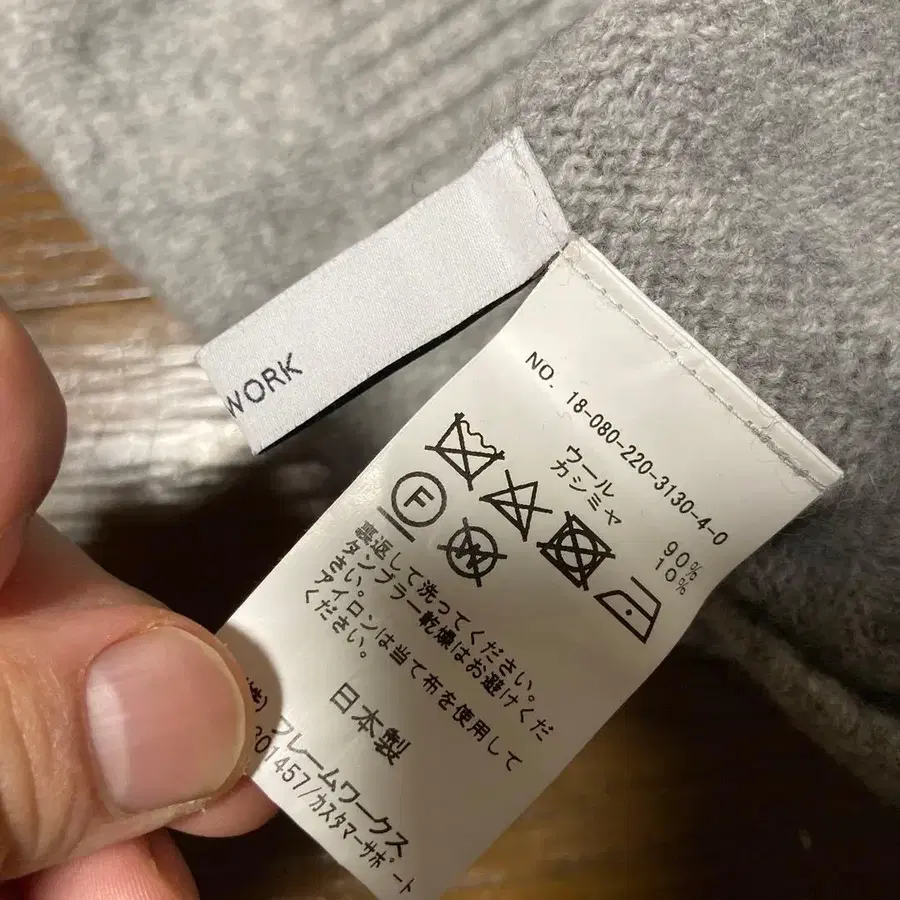 WORK
NO. 18-080-220-3130-4-0
ウール 90%
カシミヤ 10%
F
W
裏返して洗ってください。
タンブラー乾燥はお避けくだ
さい。
アイロンは当て布を使用して
ください。
日本製
フレームワークス
01457/カスタマーサポート